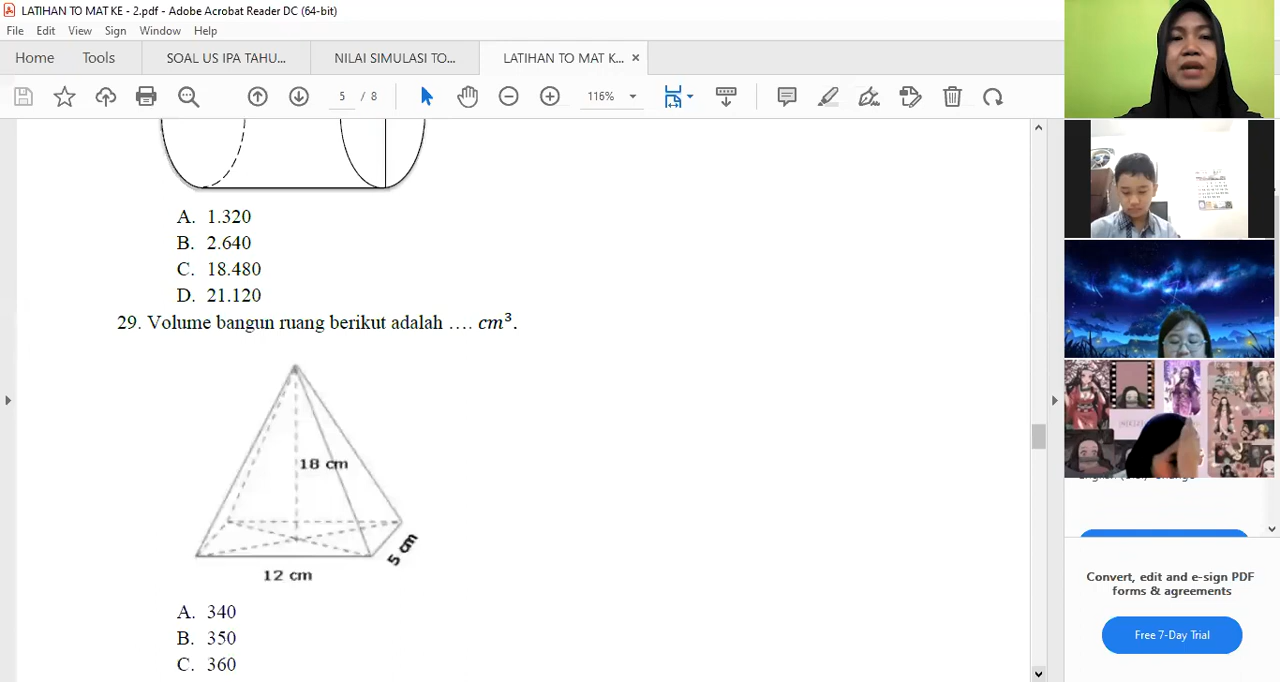 LATIHAN TO MAT KE - 2.pdf - Adobe Acrobat Reader DC (64-bit)
File Edit View Sign Window Help
Home Tools SOAL US IPA TAHU... NILAI SIMULASI TO... LATIHAN TO MAT K... ×
5 / 8 116%
A. 1.320
B. 2.640
C. 18.480
D. 21.120
29. Volume bangun ruang berikut adalah …. cm³.
18 cm
5 cm
12 cm
A. 340
B. 350
C. 360
Convert, edit and e-sign PDF
forms & agreements
Free 7-Day Trial